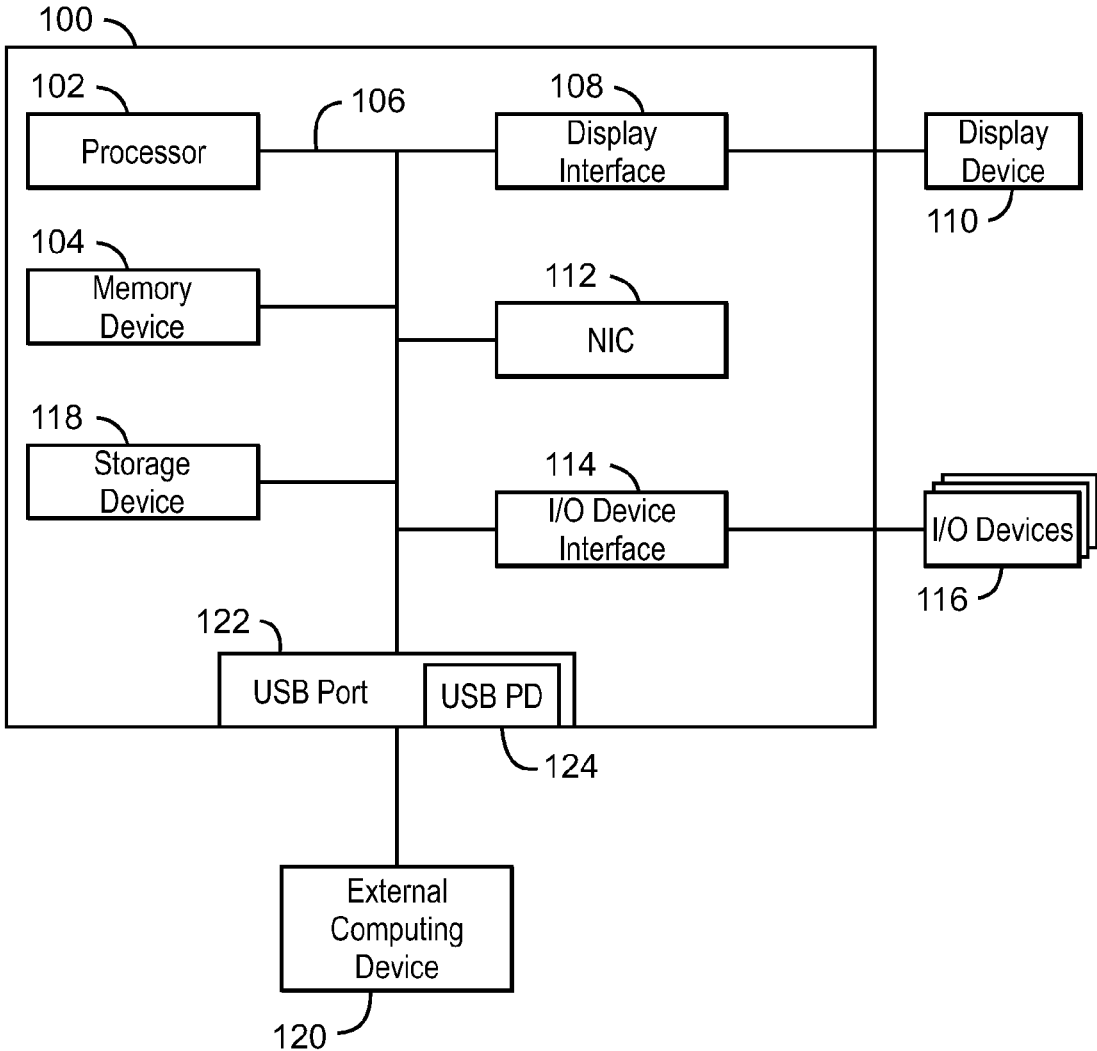 100
102
106
108
Processor
Display
Interface
Display
Device
110
104
Memory
Device
112
NIC
118
Storage
Device
114
I/O Device
Interface
I/O Devices
116
122
USB Port
USB PD
124
External
Computing
Device
120